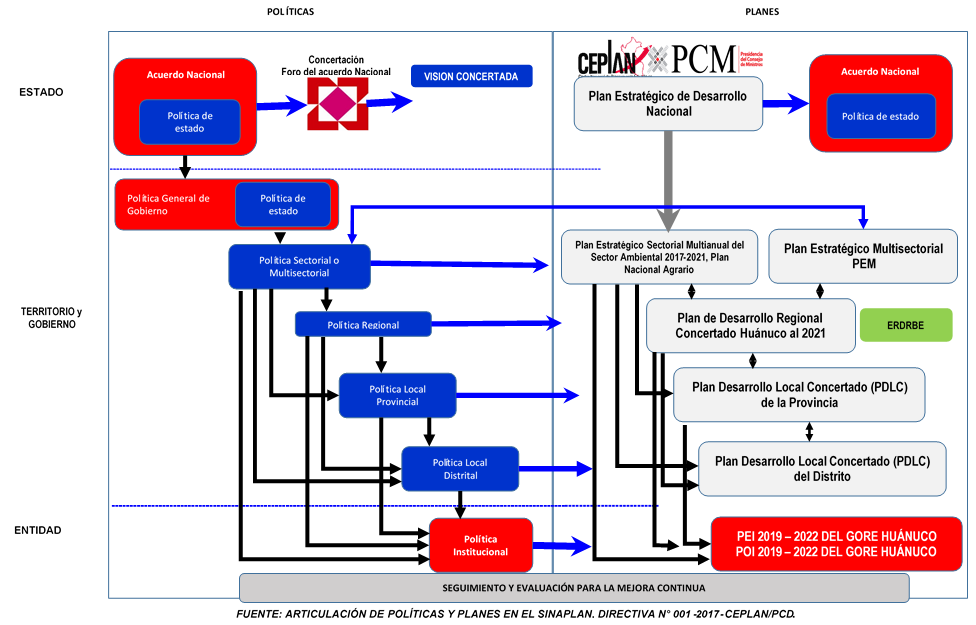 POLÍTICAS
PLANES
ESTADO
Acuerdo Nacional
Política de
estado
Concertación
Foro del acuerdo Nacional
VISION CONCERTADA
CEPLAN
PCM
Presidencia
del Consejo
de Ministros
Plan Estratégico de Desarrollo
Nacional
Acuerdo Nacional
Política de estado
Política General de
Gobierno
Política de
estado
TERRITORIO y
GOBIERNO
Política Sectorial o
Multisectorial
Plan Estratégico Sectorial Multianual del
Sector Ambiental 2017-2021, Plan
Nacional Agrario
Plan Estratégico Multisectorial
PEM
Política Regional
Plan de Desarrollo Regional
Concertado Huánuco al 2021
ERDRBE
Política Local
Provincial
Plan Desarrollo Local Concertado (PDLC)
de la Provincia
Política Local
Distrital
Plan Desarrollo Local Concertado (PDLC)
del Distrito
ENTIDAD
Política
Institucional
PEI 2019 – 2022 DEL GORE HUÁNUCO
POI 2019 – 2022 DEL GORE HUÁNUCO
SEGUIMIENTO Y EVALUACIÓN PARA LA MEJORA CONTINUA
FUENTE: ARTICULACIÓN DE POLÍTICAS Y PLANES EN EL SINAPLAN. DIRECTIVA N° 001 -2017- CEPLAN/PCD.